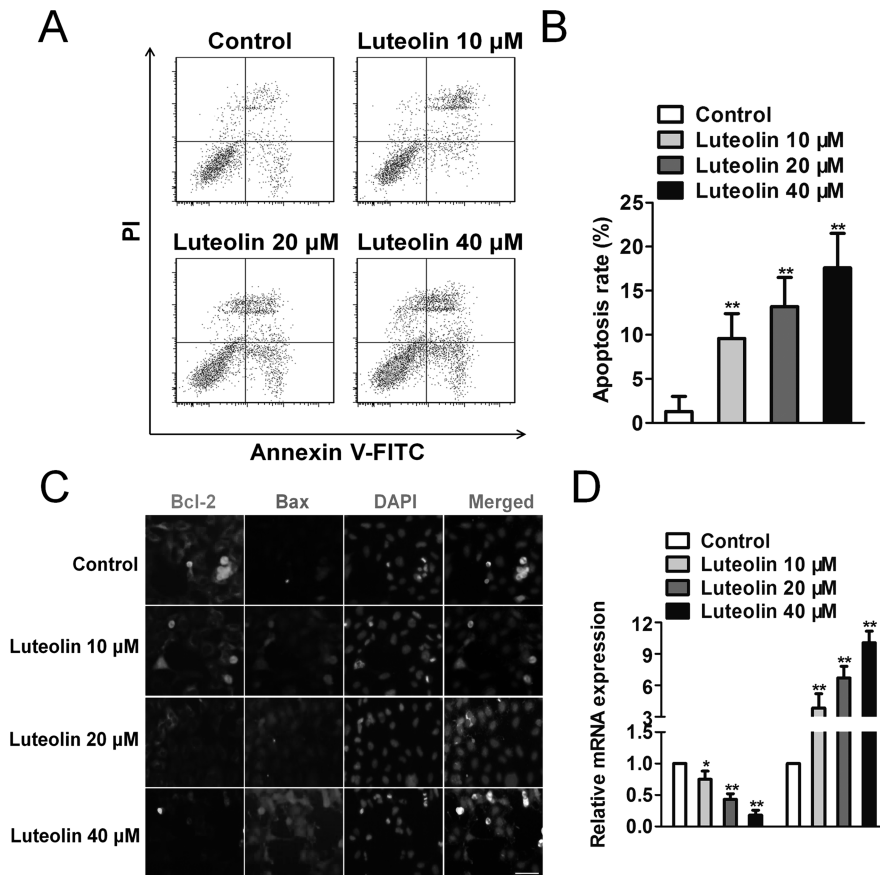 A
Control
Luteolin 10 µM
Luteolin 20 µM
Luteolin 40 µM
PI
Annexin V-FITC
B
Control
Luteolin 10 µM
Luteolin 20 µM
Luteolin 40 µM
25
20
15
10
5
0
Apoptosis rate (%)
**
**
**
C
Bcl-2 Bax DAPI Merged
Control
Luteolin 10 µM
Luteolin 20 µM
Luteolin 40 µM
D
Control
Luteolin 10 µM
Luteolin 20 µM
Luteolin 40 µM
Relative mRNA expression
12
9
6
3
1.5
1.0
0.5
0.0
*
**
**
**
**
**